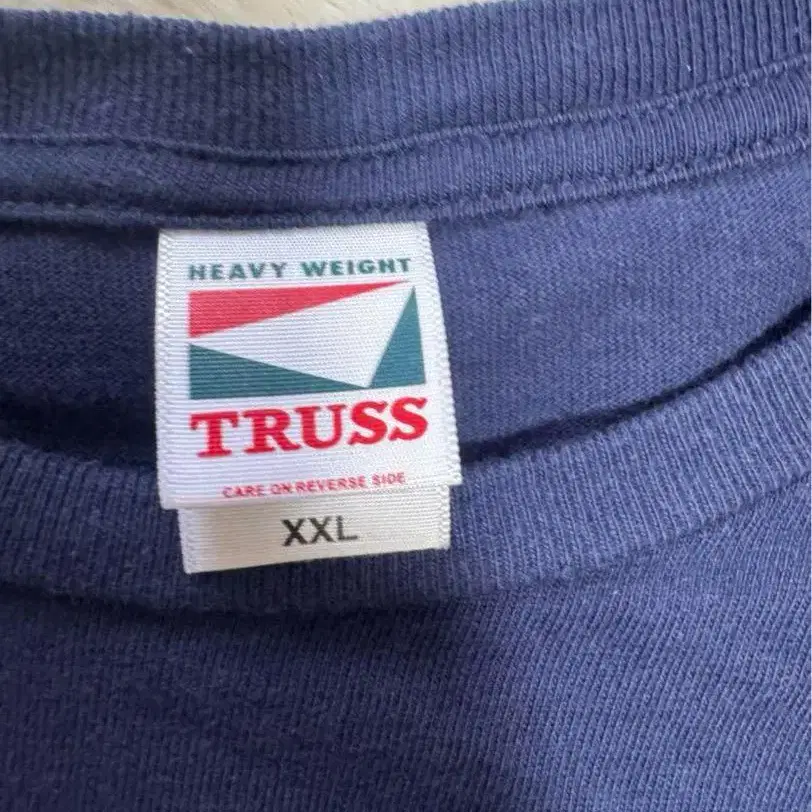 HEAVY WEIGHT
TRUSS
CARE ON REVERSE SIDE
XXL